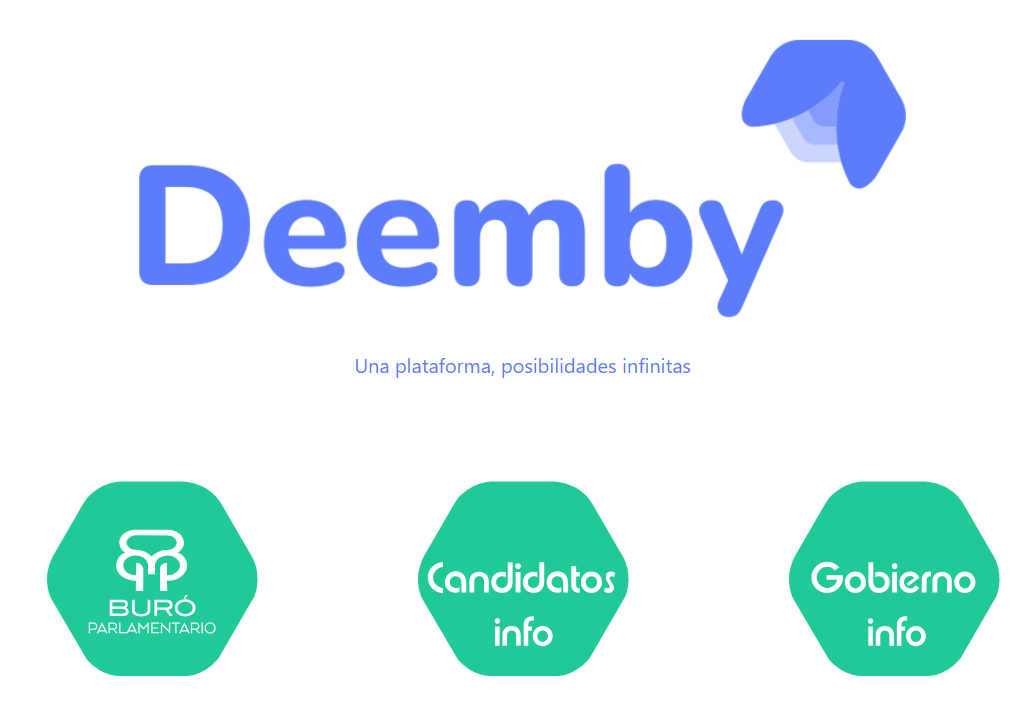 Deemby
Una plataforma, posibilidades infinitas
BURÓ
PARLAMENTARIO
Candidatos
info
Gobierno
info